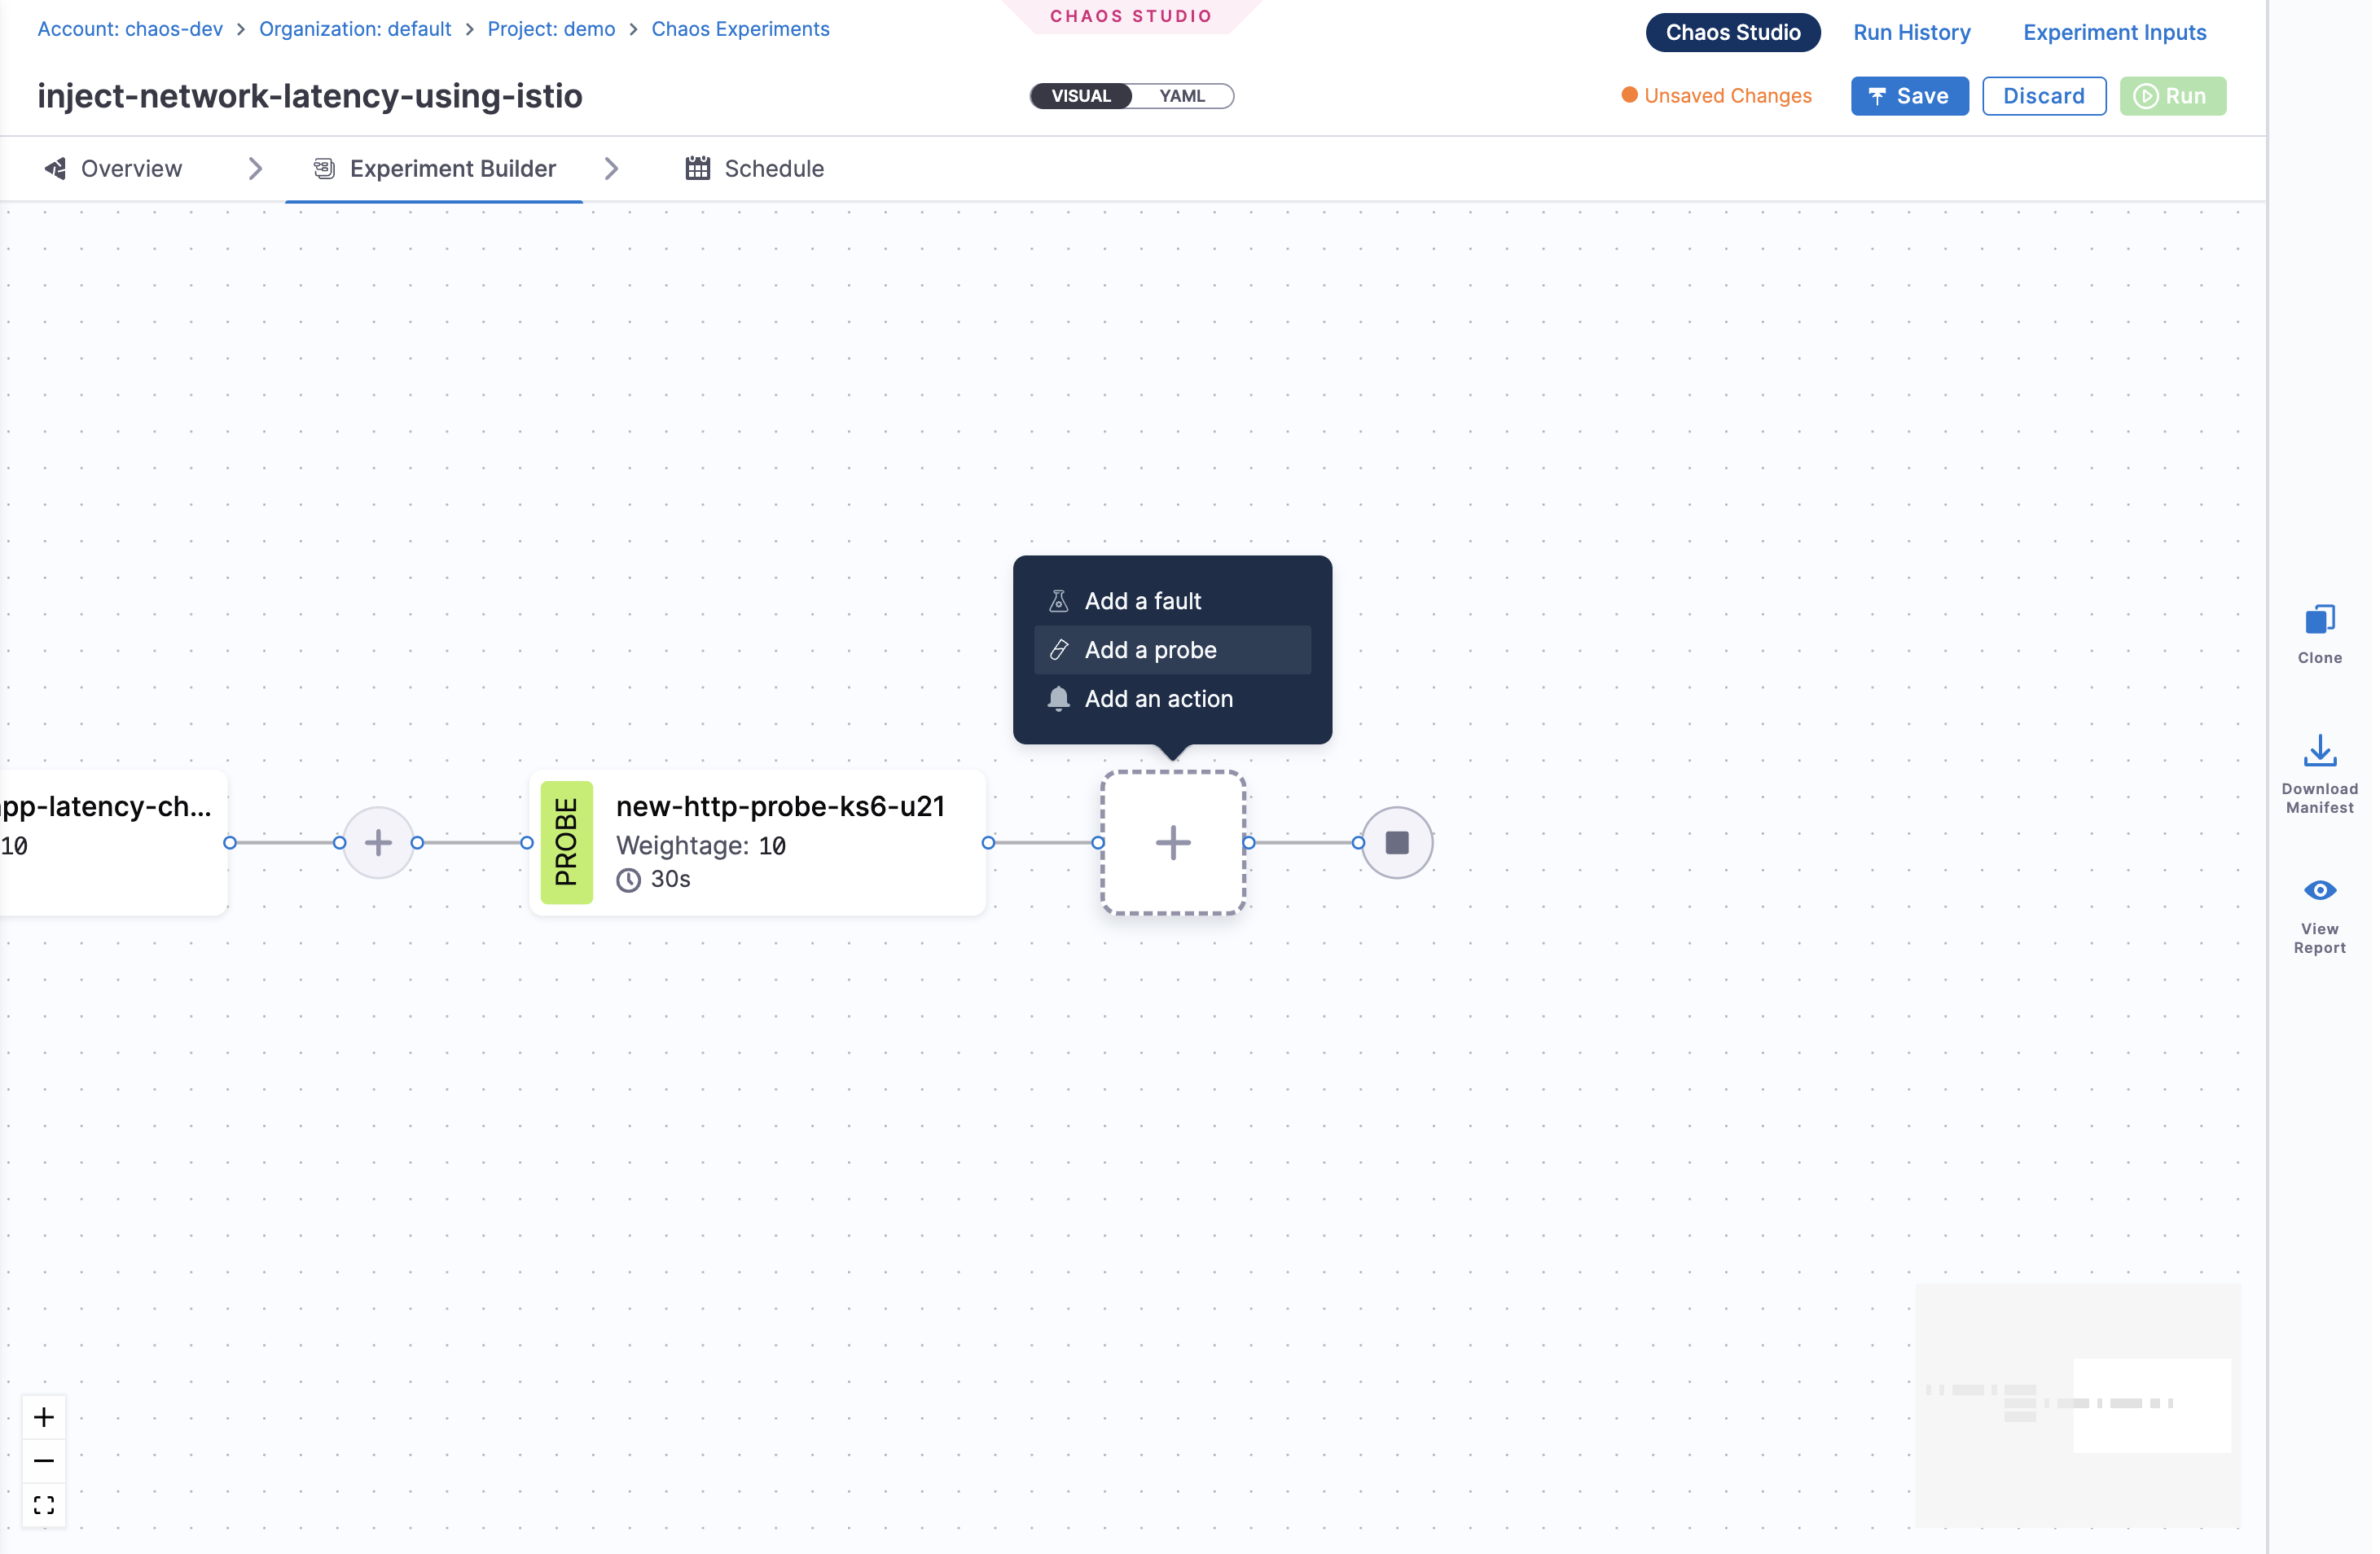 Account: chaos-dev > Organization: default > Project: demo > Chaos Experiments
CHAOS STUDIO
Chaos Studio
Run History
Experiment Inputs
inject-network-latency-using-istio
VISUAL
YAML
Unsaved Changes
Save
Discard
Run
Overview
Experiment Builder
Schedule
Add a fault
Add a probe
Add an action
pp-latency-ch...
10
PROBE
new-http-probe-ks6-u21
Weightage: 10
30s
Clone
Download
Manifest
View
Report